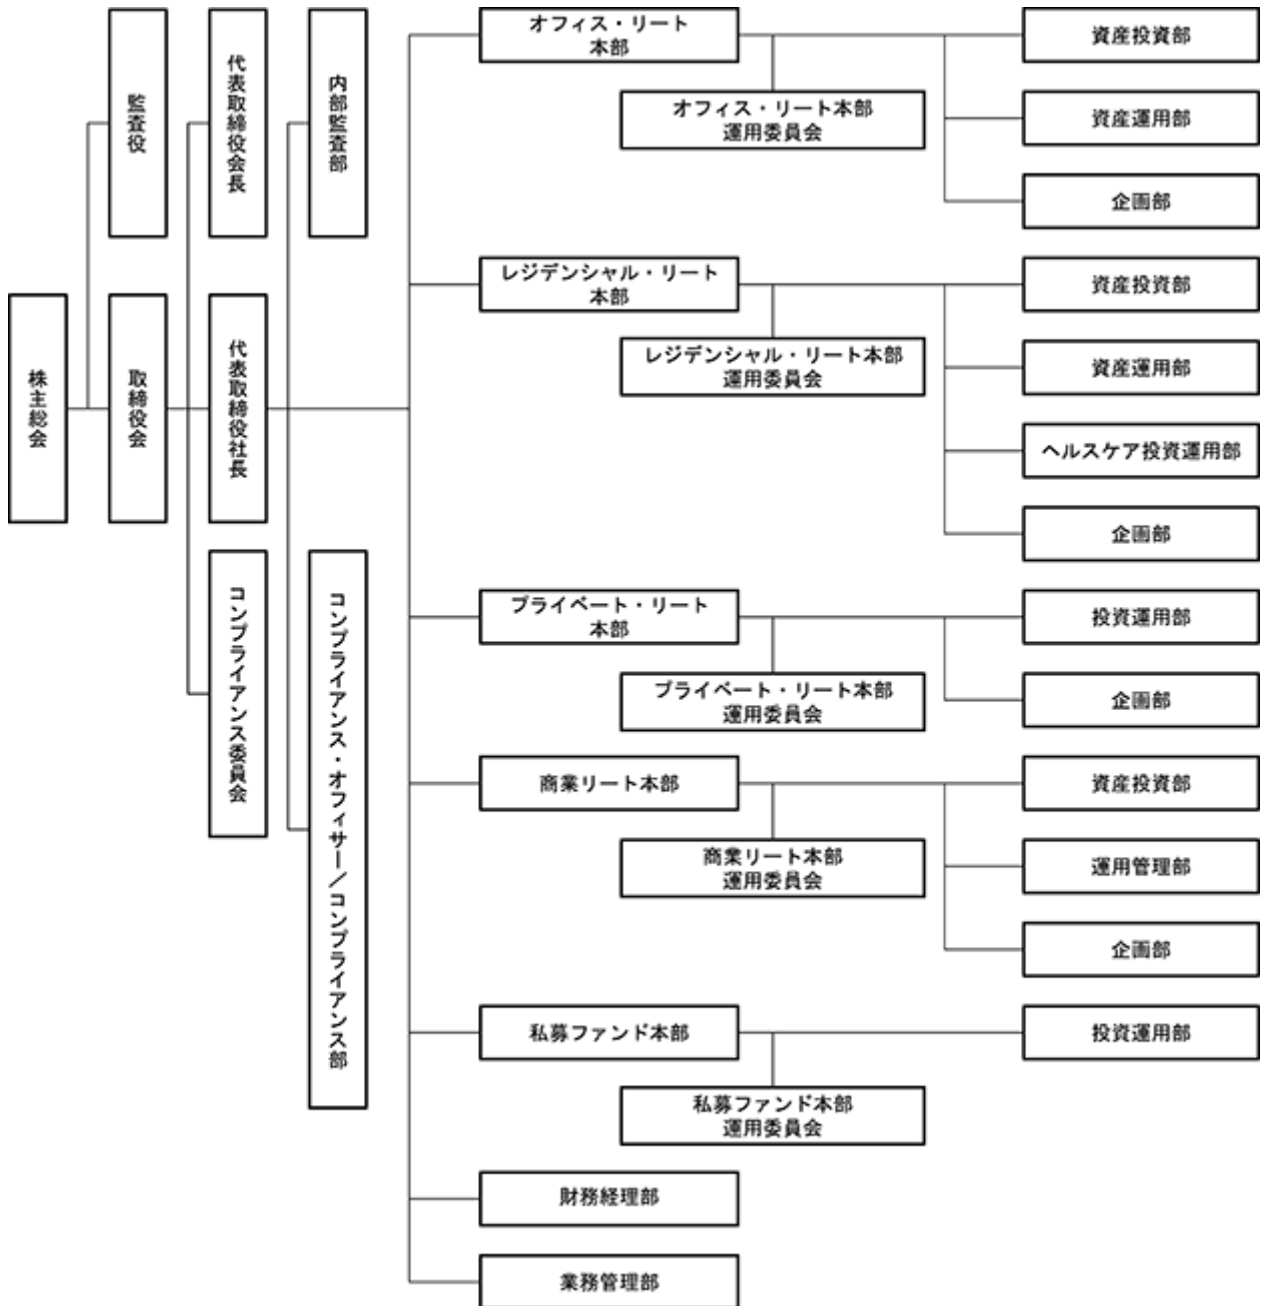 株主総会
監査役
取締役会
代表取締役会長
代表取締役社長
コンプライアンス委員会
内部監査部
コンプライアンス・オフィサー／コンプライアンス部
オフィス・リート
本部
オフィス・リート本部
運用委員会
資産投資部
資産運用部
企画部
レジデンシャル・リート
本部
レジデンシャル・リート本部
運用委員会
資産投資部
資産運用部
ヘルスケア投資運用部
企画部
プライベート・リート
本部
プライベート・リート本部
運用委員会
投資運用部
企画部
商業リート本部
商業リート本部
運用委員会
資産投資部
運用管理部
企画部
私募ファンド本部
私募ファンド本部
運用委員会
投資運用部
財務経理部
業務管理部